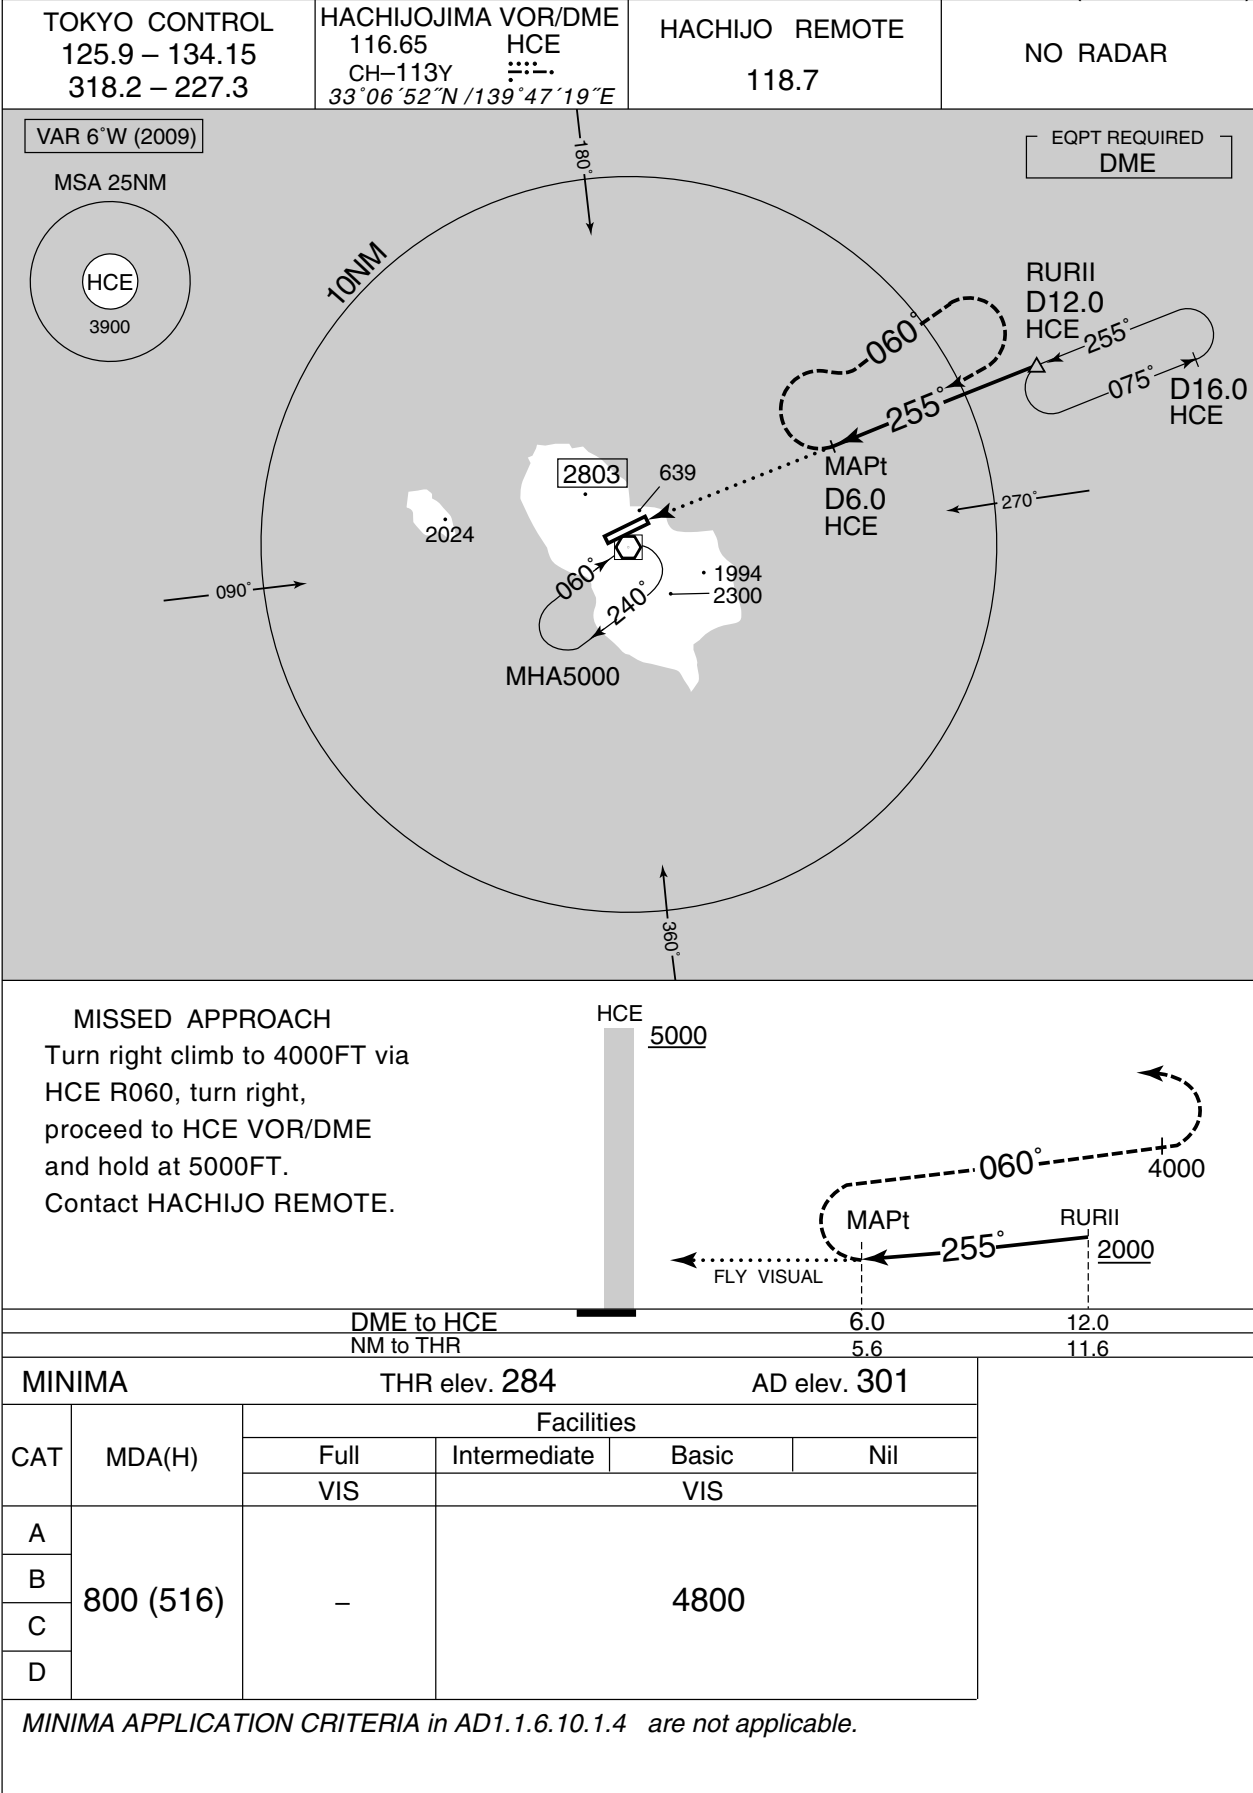 TOKYO CONTROL
125.9 – 134.15
318.2 – 227.3
HACHIJOJIMA VOR/DME
116.65 HCE
CH–113Y
33°06′52″N /139°47′19″E
HACHIJO REMOTE
118.7
NO RADAR
VAR 6°W (2009)
EQPT REQUIRED
DME
MSA 25NM
HCE
3900
10NM
180°
RURII
D12.0
HCE
255°
075°
D16.0
HCE
060°
255°
MAPt
D6.0
HCE
270°
2803
639
2024
090°
060°
240°
1994
2300
MHA5000
360°
MISSED APPROACH
Turn right climb to 4000FT via
HCE R060, turn right,
proceed to HCE VOR/DME
and hold at 5000FT.
Contact HACHIJO REMOTE.
HCE
5000
060°
4000
MAPt
RURII
255°
2000
FLY VISUAL
DME to HCE 6.0 12.0
NM to THR 5.6 11.6
MINIMA THR elev. 284 AD elev. 301
CAT MDA(H) Facilities
Full Intermediate Basic Nil
VIS VIS
A
B
C
D
800 (516) – 4800
MINIMA APPLICATION CRITERIA in AD1.1.6.10.1.4 are not applicable.